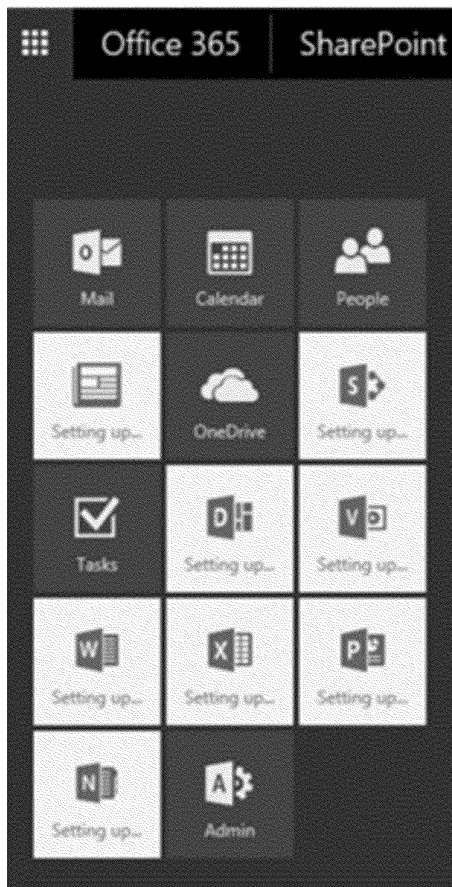 Office 365 SharePoint
Mail Calendar People
Setting up... OneDrive Setting up...
Tasks Setting up... Setting up...
Setting up... Setting up... Setting up...
Setting up... Admin